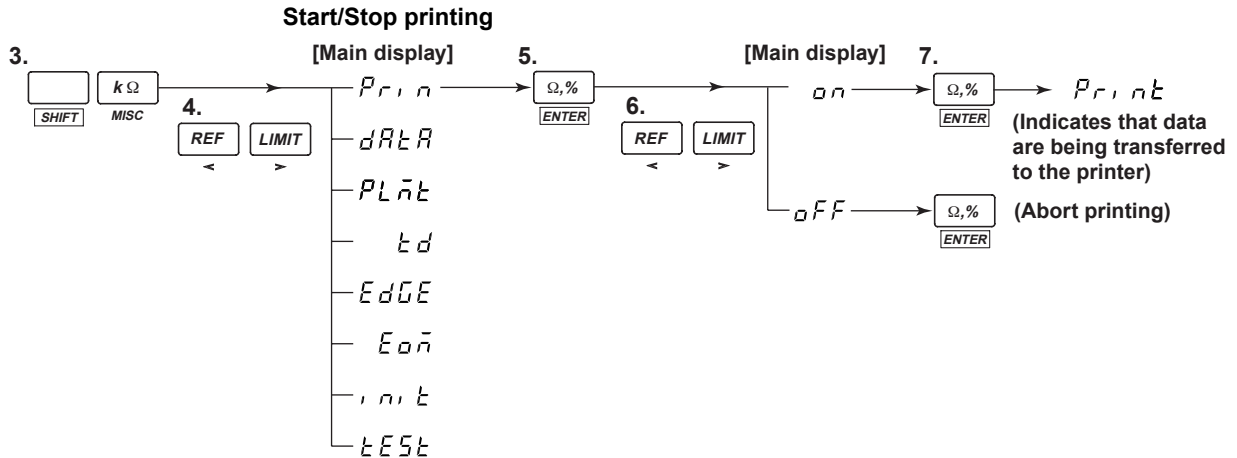 Start/Stop printing
3.
[Main display]
5.
[Main display]
7.
k Ω
Prin
Ω,%
on
Ω,%
Print
SHIFT
MISC
4.
ENTER
6.
ENTER
(Indicates that data
are being transferred
to the printer)
REF
LIMIT
dAtA
REF
LIMIT
<
>
<
>
PLmt
oFF
Ω,%
(Abort printing)
td
ENTER
EdGE
Eom
init
tESt